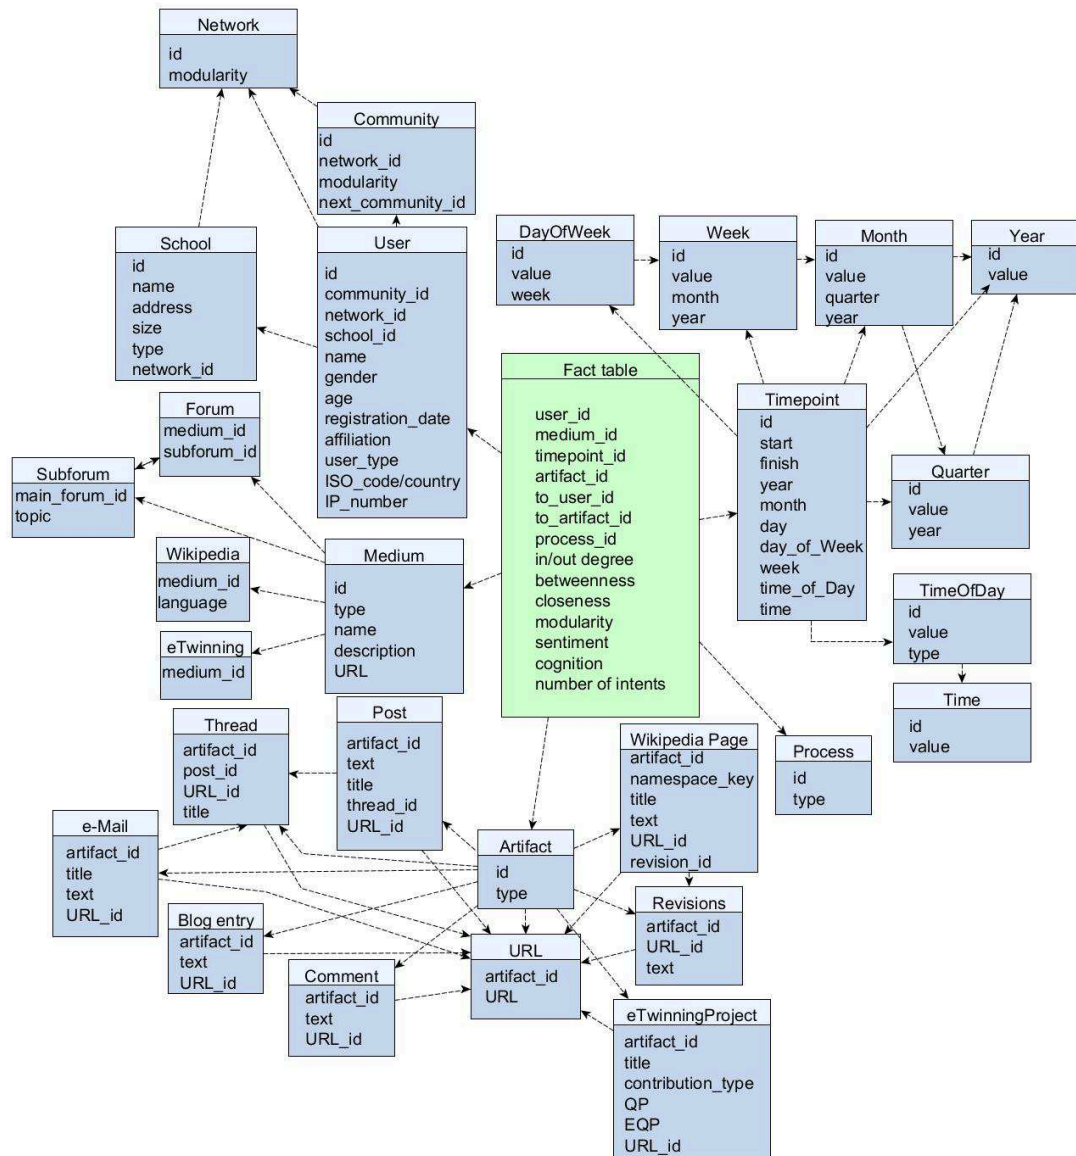 Network
id
modularity
Community
id
network_id
modularity
next_community_id
School
id
name
address
size
type
network_id
User
id
community_id
network_id
school_id
name
gender
age
registration_date
affiliation
user_type
ISO_code/country
IP_number
DayOfWeek
id
value
week
Week
id
value
month
year
Month
id
value
quarter
year
Year
id
value
Fact table
user_id
medium_id
timepoint_id
artifact_id
to_user_id
to_artifact_id
process_id
in/out degree
betweenness
closeness
modularity
sentiment
cognition
number of intents
Timepoint
id
start
finish
year
month
day
day_of_Week
week
time_of_Day
time
Quarter
id
value
year
TimeOfDay
id
value
type
Time
id
value
Forum
medium_id
subforum_id
Subforum
main_forum_id
topic
Wikipedia
medium_id
language
eTwinning
medium_id
Medium
id
type
name
description
URL
Thread
artifact_id
post_id
URL_id
title
Post
artifact_id
text
title
thread_id
URL_id
Wikipedia Page
artifact_id
namespace_key
title
text
URL_id
revision_id
Process
id
type
e-Mail
artifact_id
title
text
URL_id
Artifact
id
type
Blog entry
artifact_id
text
URL_id
Revisions
artifact_id
URL_id
text
Comment
artifact_id
text
URL_id
URL
artifact_id
URL
eTwinningProject
artifact_id
title
contribution_type
QP
EQP
URL_id